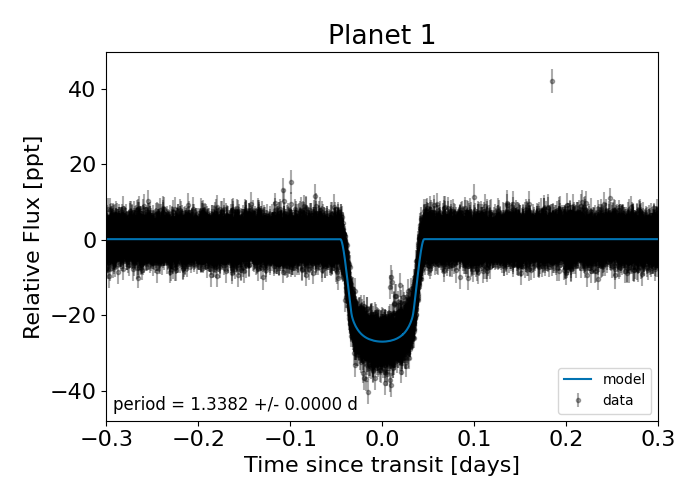 Planet 1
Relative Flux [ppt]
40
20
0
−20
−40
period = 1.3382 +/- 0.0000 d
model
data
−0.3 −0.2 −0.1 0.0 0.1 0.2 0.3
Time since transit [days]